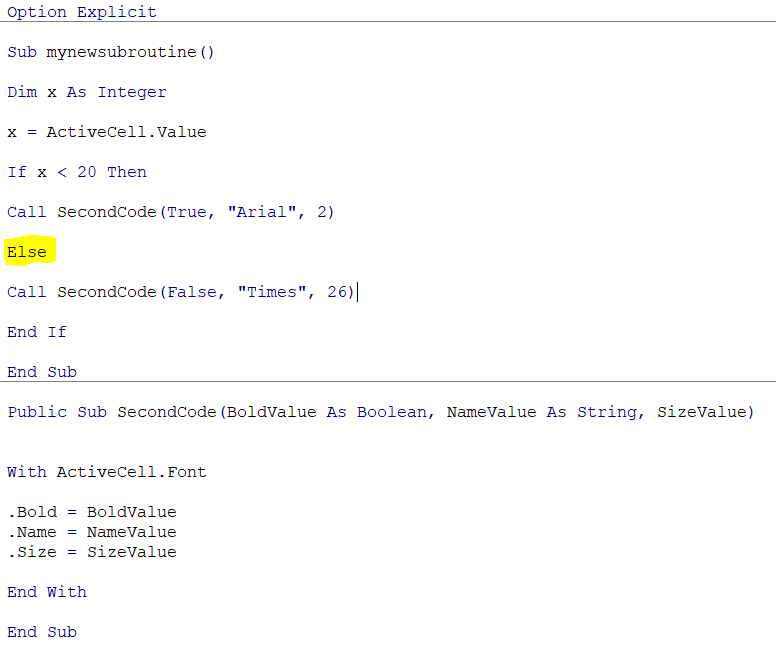 Option Explicit
Sub mynewsubroutine()
Dim x As Integer
x = ActiveCell.Value
If x < 20 Then
Call SecondCode(True, "Arial", 2)
Else
Call SecondCode(False, "Times", 26)
End If
End Sub
Public Sub SecondCode(BoldValue As Boolean, NameValue As String, SizeValue)
With ActiveCell.Font
.Bold = BoldValue
.Name = NameValue
.Size = SizeValue
End With
End Sub